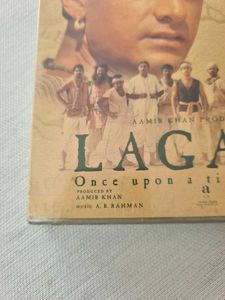 AAMIR KHAN PROD
LAGA
Once upon a ti
PRODUCED BY
AAMIR KHAN
a
MUSIC A. R. RAHMAN